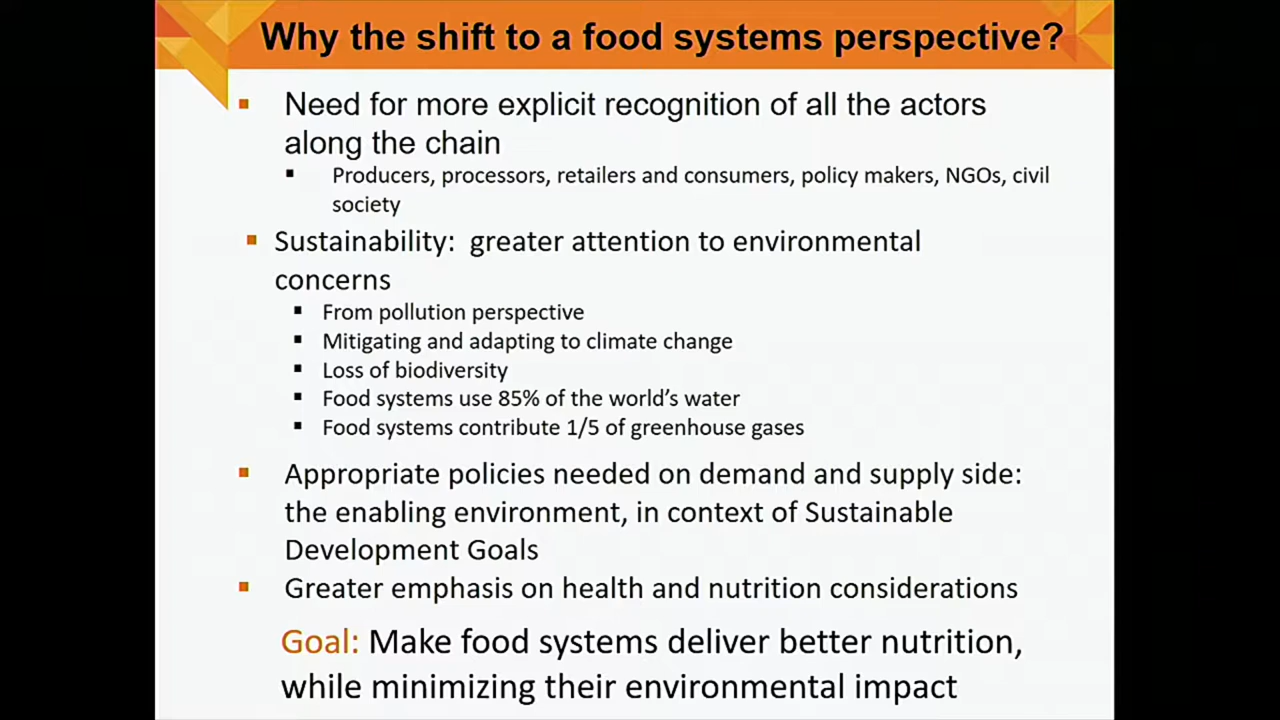 Why the shift to a food systems perspective?
▪ Need for more explicit recognition of all the actors
along the chain
▪ Producers, processors, retailers and consumers, policy makers, NGOs, civil
society
▪ Sustainability:  greater attention to environmental
concerns
▪ From pollution perspective
▪ Mitigating and adapting to climate change
▪ Loss of biodiversity
▪ Food systems use 85% of the world’s water
▪ Food systems contribute 1/5 of greenhouse gases
▪ Appropriate policies needed on demand and supply side:
the enabling environment, in context of Sustainable
Development Goals
▪ Greater emphasis on health and nutrition considerations
Goal: Make food systems deliver better nutrition,
while minimizing their environmental impact